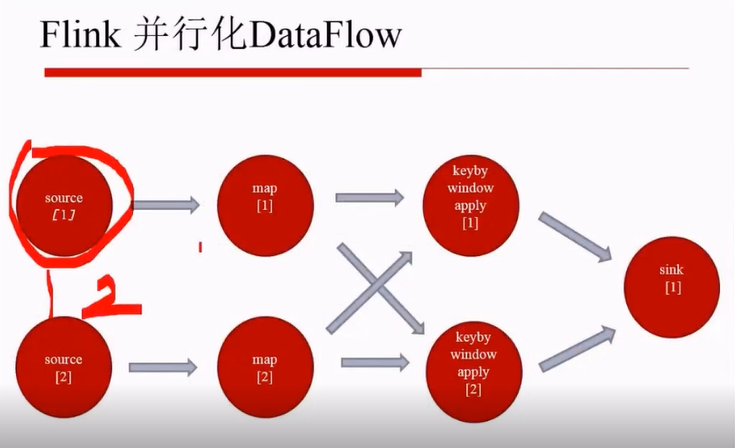 Flink 并行化DataFlow
source
[1]
map
[1]
keyby
window
apply
[1]
sink
[1]
1 2
source
[2]
map
[2]
keyby
window
apply
[2]